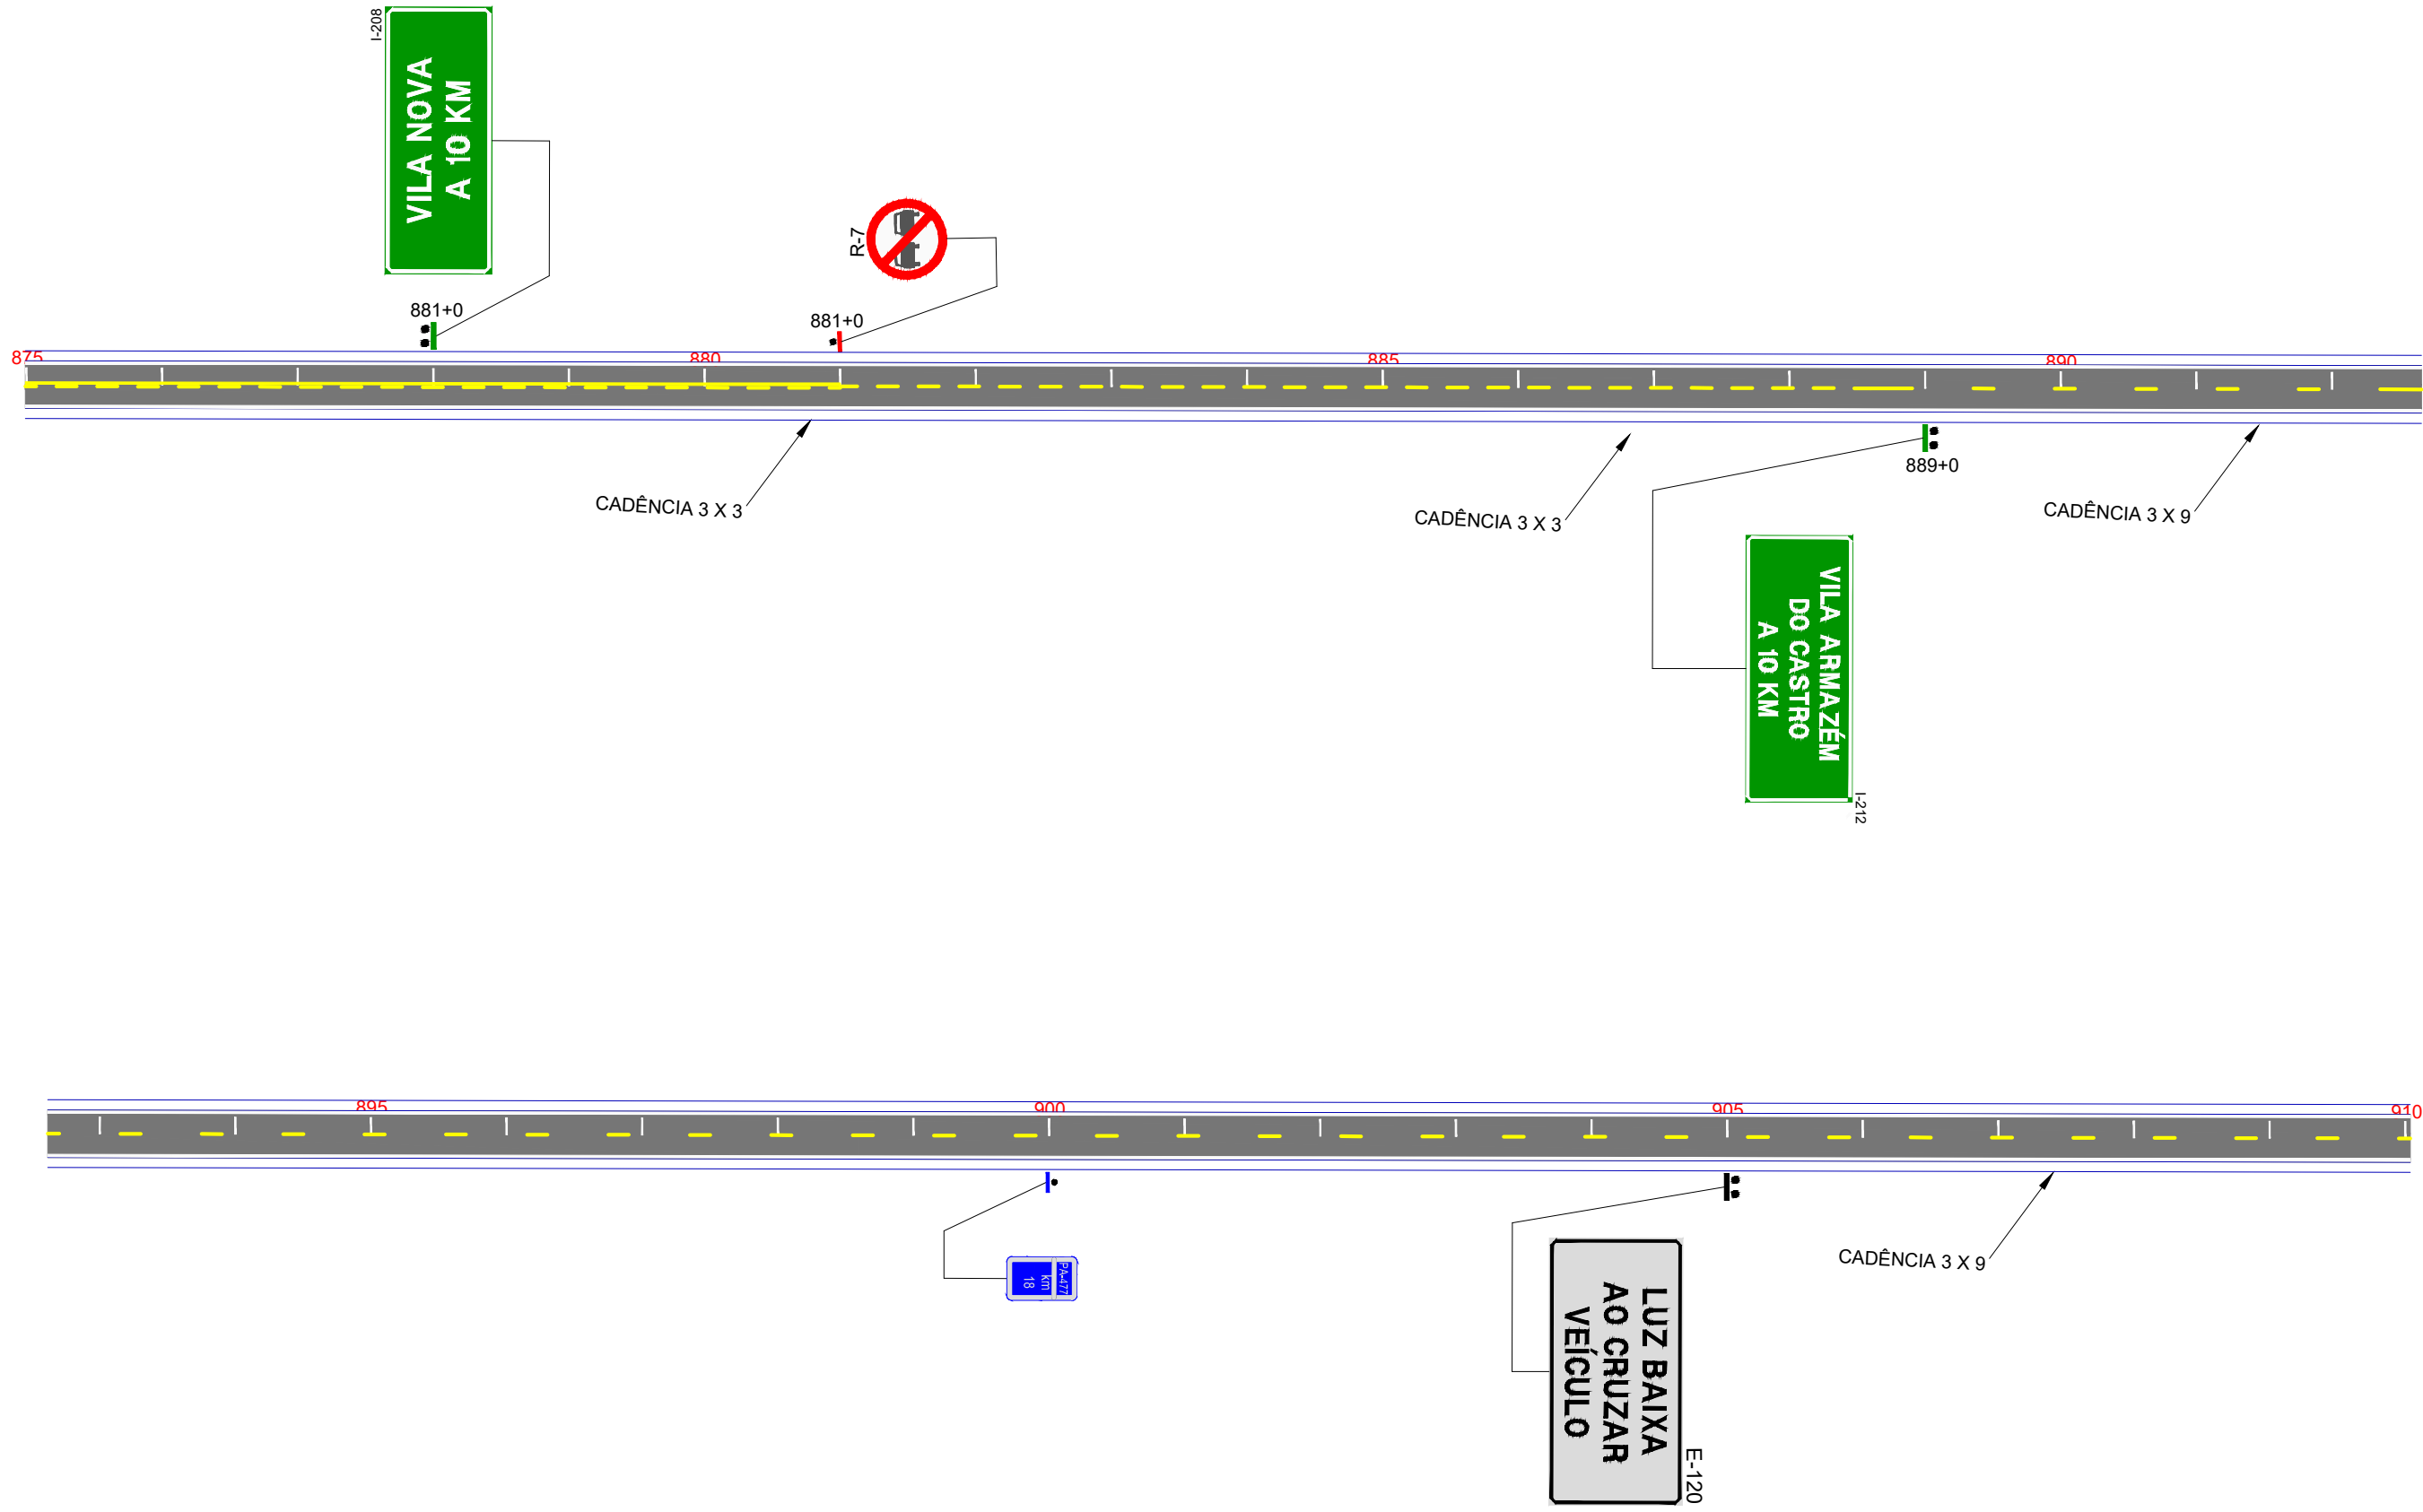 I-208
VILA NOVA
A 10 KM
R-7
881+0
881+0
875
880
885
890
CADÊNCIA 3 X 3
CADÊNCIA 3 X 3
889+0
CADÊNCIA 3 X 9
VILA ARMAZÉM
DO CASTRO
A 10 KM
I-212
895
900
905
910
PA-477
km
18
CADÊNCIA 3 X 9
LUZ BAIXA
AO CRUZAR
VEÍCULO
E-120